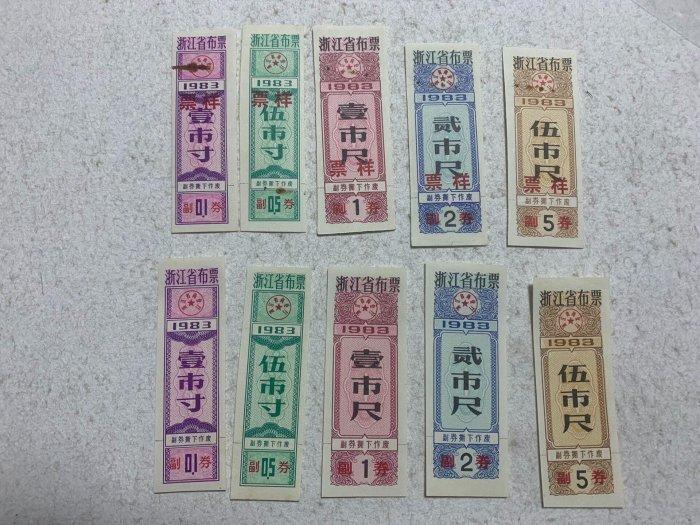 浙江省布票
1983
票样
壹市寸
副券撕下作废
副 0.1 券
浙江省布票
1983
票样
伍市寸
副券撕下作废
副 0.5 券
浙江省布票
1983
壹市尺
票样
副券撕下作废
副 1 券
浙江省布票
1983
贰市尺
票样
副券撕下作废
副 2 券
浙江省布票
1983
伍市尺
票样
副券撕下作废
副 5 券
浙江省布票
1983
壹市寸
副券撕下作废
副 0.1 券
浙江省布票
1983
伍市寸
副券撕下作废
副 0.5 券
浙江省布票
1983
壹市尺
副券撕下作废
副 1 券
浙江省布票
1983
贰市尺
副券撕下作废
副 2 券
浙江省布票
1983
伍市尺
副券撕下作废
副 5 券